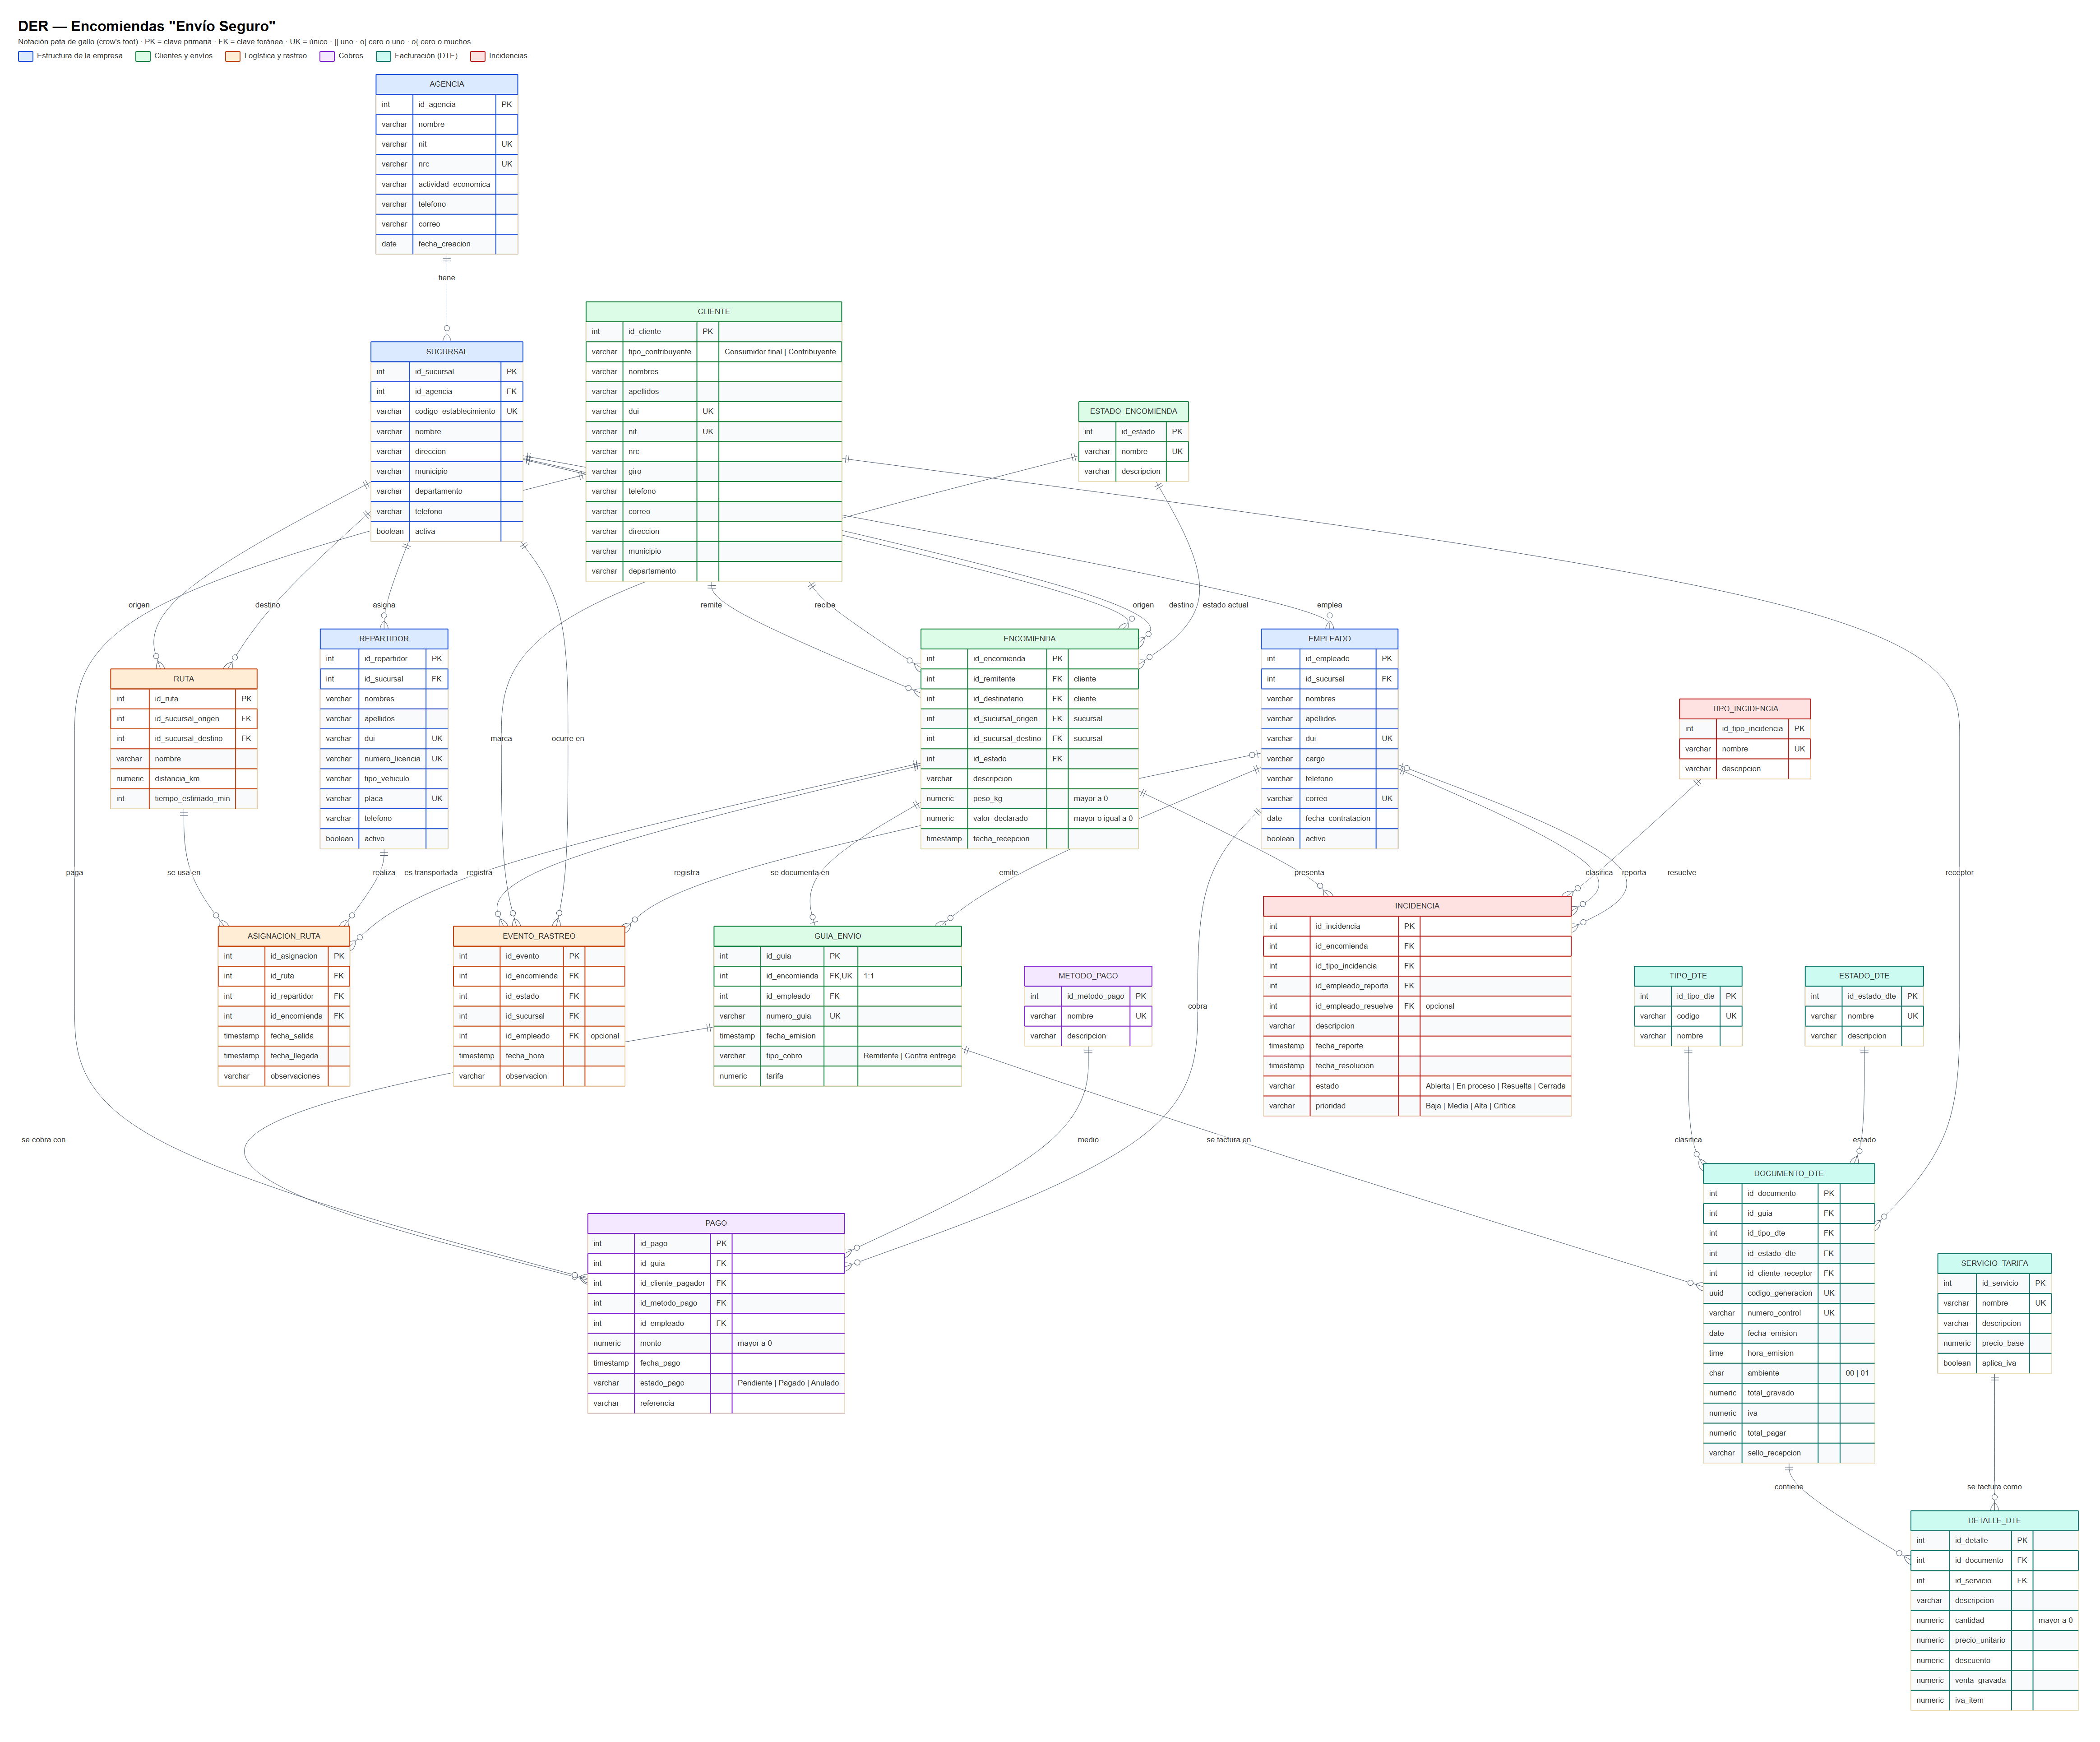 DER — Encomiendas "Envío Seguro"
Notación pata de gallo (crow's foot) · PK = clave primaria · FK = clave foránea · UK = único · || uno · o| cero o uno · o{ cero o muchos
Estructura de la empresa Clientes y envíos Logística y rastreo Cobros Facturación (DTE) Incidencias
AGENCIA
int id_agencia PK
varchar nombre
varchar nit UK
varchar nrc UK
varchar actividad_economica
varchar telefono
varchar correo
date fecha_creacion
tiene
CLIENTE
int id_cliente PK
varchar tipo_contribuyente Consumidor final | Contribuyente
varchar nombres
varchar apellidos
varchar dui UK
varchar nit UK
varchar nrc
varchar giro
varchar telefono
varchar correo
varchar direccion
varchar municipio
varchar departamento
SUCURSAL
int id_sucursal PK
int id_agencia FK
varchar codigo_establecimiento UK
varchar nombre
varchar direccion
varchar municipio
varchar departamento
varchar telefono
boolean activa
ESTADO_ENCOMIENDA
int id_estado PK
varchar nombre UK
varchar descripcion
origen destino asigna remite recibe origen destino estado actual emplea
REPARTIDOR
int id_repartidor PK
int id_sucursal FK
varchar nombres
varchar apellidos
varchar dui UK
varchar numero_licencia UK
varchar tipo_vehiculo
varchar placa UK
varchar telefono
boolean activo
ENCOMIENDA
int id_encomienda PK
int id_remitente FK cliente
int id_destinatario FK cliente
int id_sucursal_origen FK sucursal
int id_sucursal_destino FK sucursal
int id_estado FK
varchar descripcion
numeric peso_kg mayor a 0
numeric valor_declarado mayor o igual a 0
timestamp fecha_recepcion
EMPLEADO
int id_empleado PK
int id_sucursal FK
varchar nombres
varchar apellidos
varchar dui UK
varchar cargo
varchar telefono
varchar correo UK
date fecha_contratacion
boolean activo
RUTA
int id_ruta PK
int id_sucursal_origen FK
int id_sucursal_destino FK
varchar nombre
numeric distancia_km
int tiempo_estimado_min
TIPO_INCIDENCIA
int id_tipo_incidencia PK
varchar nombre UK
varchar descripcion
marca ocurre en
paga se usa en realiza es transportada registra registra se documenta en emite presenta clasifica reporta resuelve receptor
INCIDENCIA
int id_incidencia PK
int id_encomienda FK
int id_tipo_incidencia FK
int id_empleado_reporta FK
int id_empleado_resuelve FK opcional
varchar descripcion
timestamp fecha_reporte
timestamp fecha_resolucion
varchar estado Abierta | En proceso | Resuelta | Cerrada
varchar prioridad Baja | Media | Alta | Crítica
ASIGNACION_RUTA
int id_asignacion PK
int id_ruta FK
int id_repartidor FK
int id_encomienda FK
timestamp fecha_salida
timestamp fecha_llegada
varchar observaciones
EVENTO_RASTREO
int id_evento PK
int id_encomienda FK
int id_estado FK
int id_sucursal FK
int id_empleado FK opcional
timestamp fecha_hora
varchar observacion
GUIA_ENVIO
int id_guia PK
int id_encomienda FK,UK 1:1
int id_empleado FK
varchar numero_guia UK
timestamp fecha_emision
varchar tipo_cobro Remitente | Contra entrega
numeric tarifa
METODO_PAGO
int id_metodo_pago PK
varchar nombre UK
varchar descripcion
cobra
TIPO_DTE
int id_tipo_dte PK
varchar codigo UK
varchar nombre
ESTADO_DTE
int id_estado_dte PK
varchar nombre UK
varchar descripcion
se cobra con medio se factura en clasifica estado
DOCUMENTO_DTE
int id_documento PK
int id_guia FK
int id_tipo_dte FK
int id_estado_dte FK
int id_cliente_receptor FK
uuid codigo_generacion UK
varchar numero_control UK
date fecha_emision
time hora_emision
char ambiente 00 | 01
numeric total_gravado
numeric iva
numeric total_pagar
varchar sello_recepcion
PAGO
int id_pago PK
int id_guia FK
int id_cliente_pagador FK
int id_metodo_pago FK
int id_empleado FK
numeric monto mayor a 0
timestamp fecha_pago
varchar estado_pago Pendiente | Pagado | Anulado
varchar referencia
SERVICIO_TARIFA
int id_servicio PK
varchar nombre UK
varchar descripcion
numeric precio_base
boolean aplica_iva
contiene se factura como
DETALLE_DTE
int id_detalle PK
int id_documento FK
int id_servicio FK
varchar descripcion
numeric cantidad mayor a 0
numeric precio_unitario
numeric descuento
numeric venta_gravada
numeric iva_item